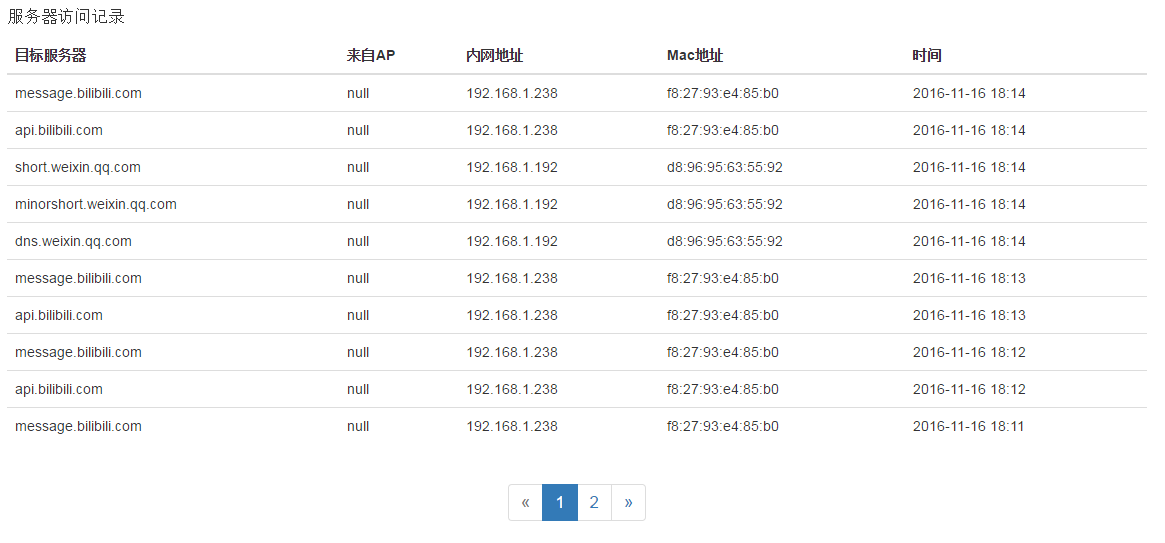 服务器访问记录
目标服务器 来自AP 内网地址 Mac地址 时间
message.bilibili.com null 192.168.1.238 f8:27:93:e4:85:b0 2016-11-16 18:14
api.bilibili.com null 192.168.1.238 f8:27:93:e4:85:b0 2016-11-16 18:14
short.weixin.qq.com null 192.168.1.192 d8:96:95:63:55:92 2016-11-16 18:14
minorshort.weixin.qq.com null 192.168.1.192 d8:96:95:63:55:92 2016-11-16 18:14
dns.weixin.qq.com null 192.168.1.192 d8:96:95:63:55:92 2016-11-16 18:14
message.bilibili.com null 192.168.1.238 f8:27:93:e4:85:b0 2016-11-16 18:13
api.bilibili.com null 192.168.1.238 f8:27:93:e4:85:b0 2016-11-16 18:13
message.bilibili.com null 192.168.1.238 f8:27:93:e4:85:b0 2016-11-16 18:12
api.bilibili.com null 192.168.1.238 f8:27:93:e4:85:b0 2016-11-16 18:12
message.bilibili.com null 192.168.1.238 f8:27:93:e4:85:b0 2016-11-16 18:11
« 1 2 »